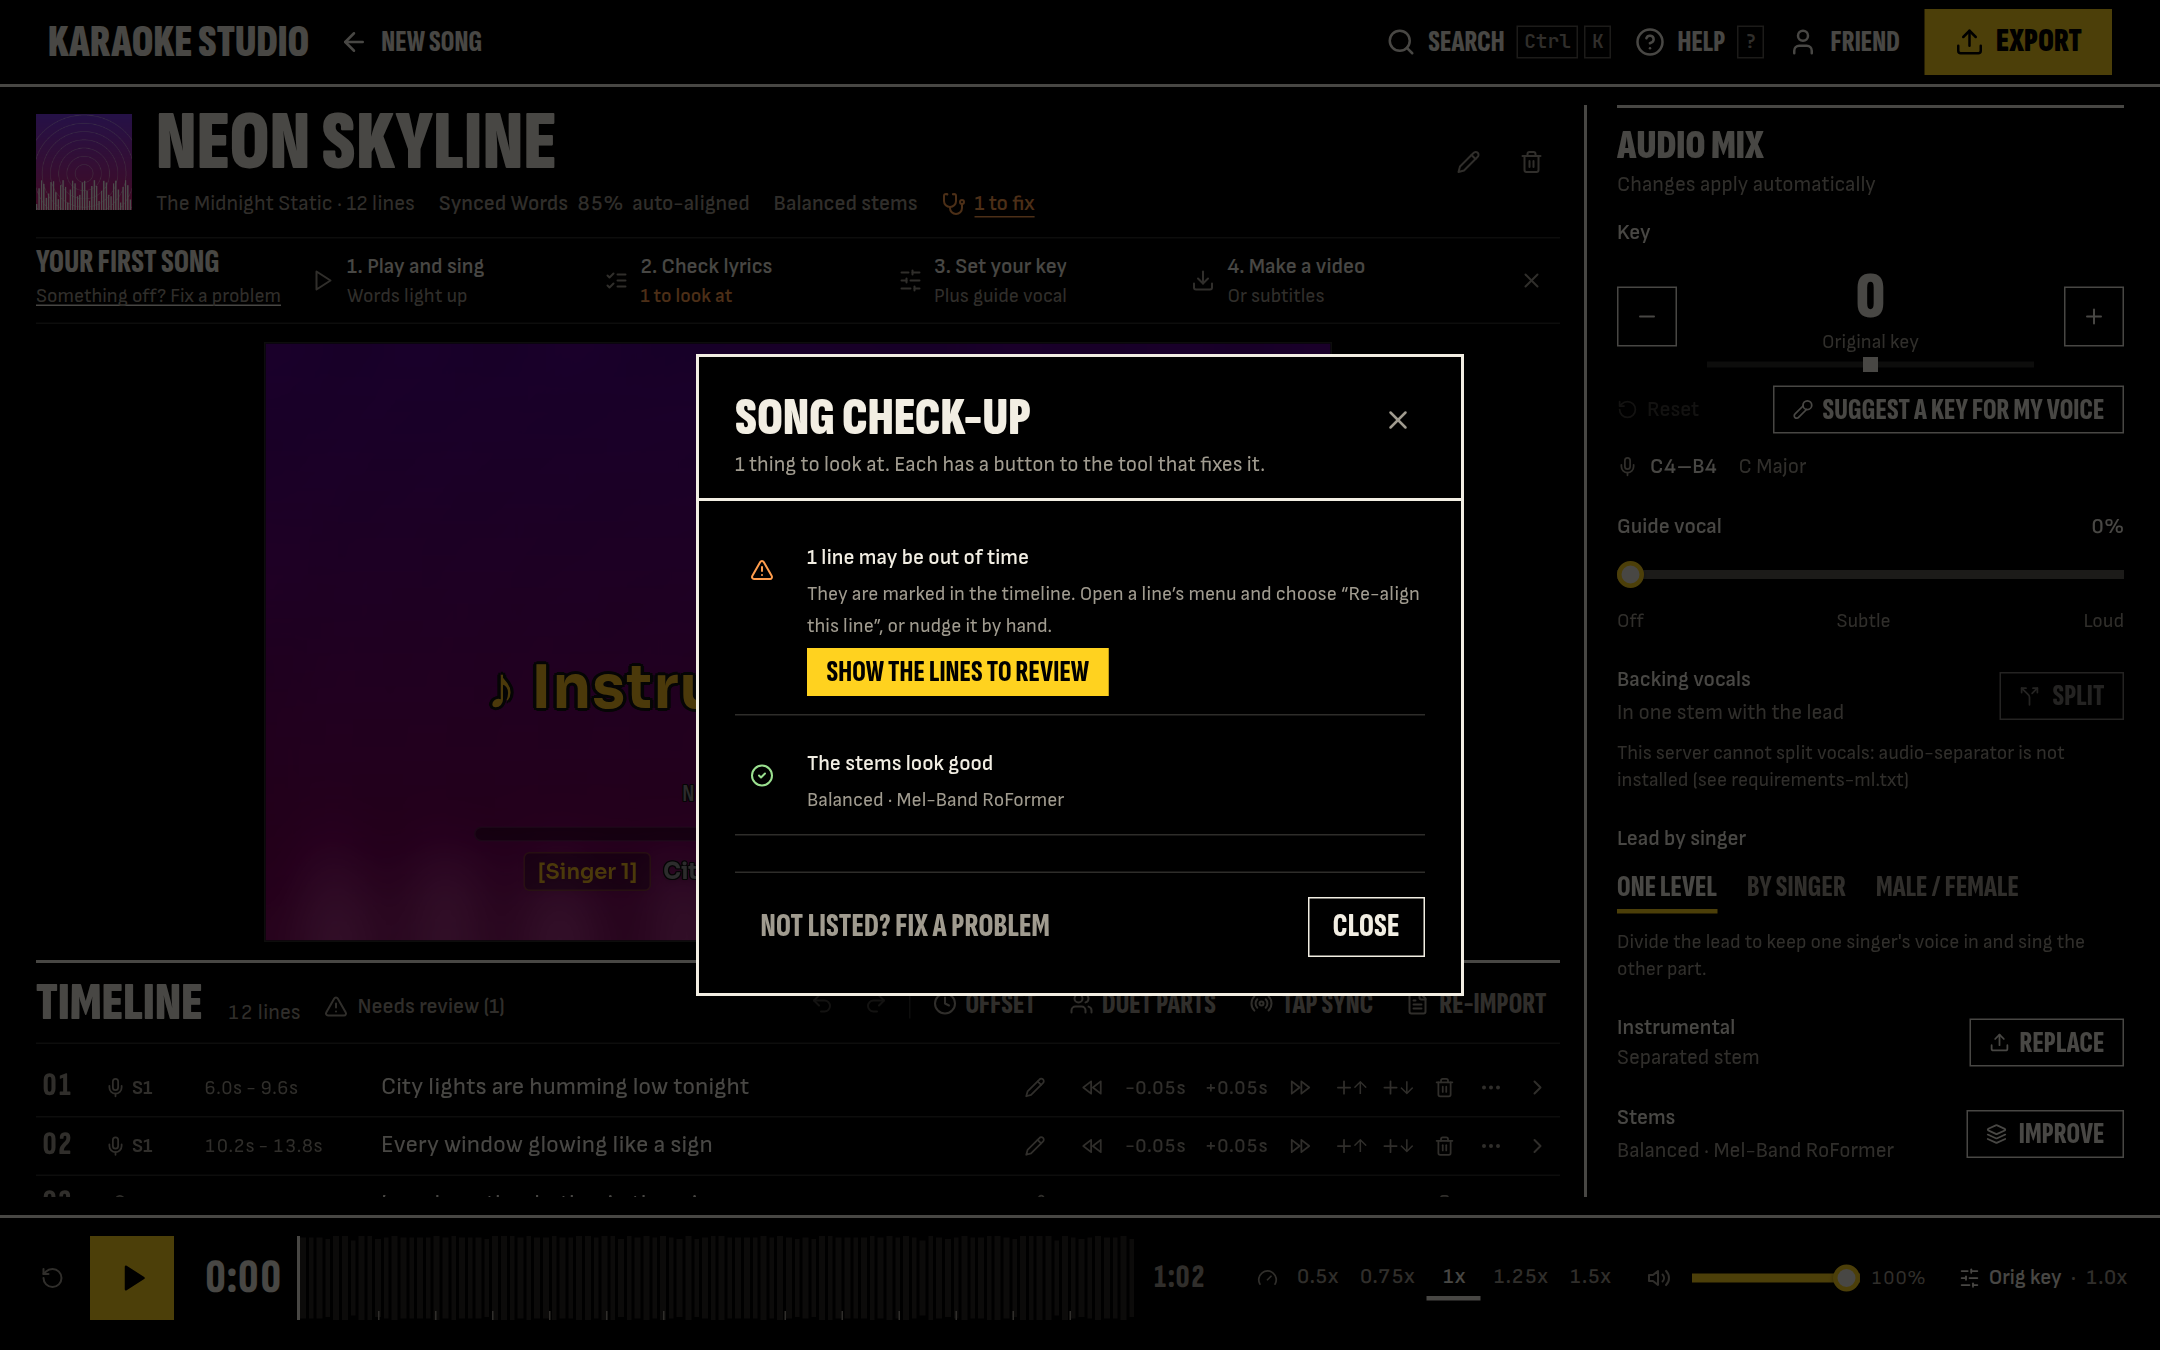 KARAOKE STUDIO
NEW SONG
SEARCH Ctrl K
HELP ?
FRIEND
EXPORT
NEON SKYLINE
The Midnight Static · 12 lines Synced Words 85% auto-aligned Balanced stems 1 to fix
YOUR FIRST SONG
Something off? Fix a problem
1. Play and sing
Words light up
2. Check lyrics
1 to look at
3. Set your key
Plus guide vocal
4. Make a video
Or subtitles
SONG CHECK-UP
1 thing to look at. Each has a button to the tool that fixes it.
1 line may be out of time
They are marked in the timeline. Open a line’s menu and choose “Re-align
this line”, or nudge it by hand.
SHOW THE LINES TO REVIEW
The stems look good
Balanced · Mel-Band RoFormer
NOT LISTED? FIX A PROBLEM
CLOSE
♪ Instru
N
[Singer 1] Cit
TIMELINE 12 lines Needs review (1)
OFFSET DUET PARTS TAP SYNC RE-IMPORT
01 S1 6.0s - 9.6s City lights are humming low tonight -0.05s +0.05s
02 S1 10.2s - 13.8s Every window glowing like a sign -0.05s +0.05s
AUDIO MIX
Changes apply automatically
Key
0
Original key
Reset
SUGGEST A KEY FOR MY VOICE
C4–B4 C Major
Guide vocal 0%
Off Subtle Loud
Backing vocals
In one stem with the lead
SPLIT
This server cannot split vocals: audio-separator is not
installed (see requirements-ml.txt)
Lead by singer
ONE LEVEL BY SINGER MALE / FEMALE
Divide the lead to keep one singer's voice in and sing the
other part.
Instrumental
Separated stem
REPLACE
Stems
Balanced · Mel-Band RoFormer
IMPROVE
0:00
1:02
0.5x 0.75x 1x 1.25x 1.5x
100%
Orig key · 1.0x